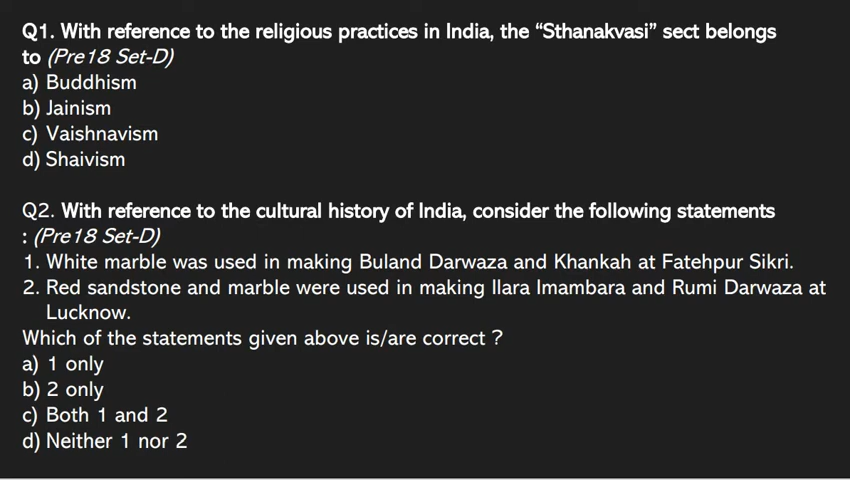 Q1. With reference to the religious practices in India, the “Sthanakvasi” sect belongs
to (Pre18 Set-D)
a) Buddhism
b) Jainism
c) Vaishnavism
d) Shaivism
Q2. With reference to the cultural history of India, consider the following statements
: (Pre18 Set-D)
1. White marble was used in making Buland Darwaza and Khankah at Fatehpur Sikri.
2. Red sandstone and marble were used in making Ilara Imambara and Rumi Darwaza at
Lucknow.
Which of the statements given above is/are correct ?
a) 1 only
b) 2 only
c) Both 1 and 2
d) Neither 1 nor 2